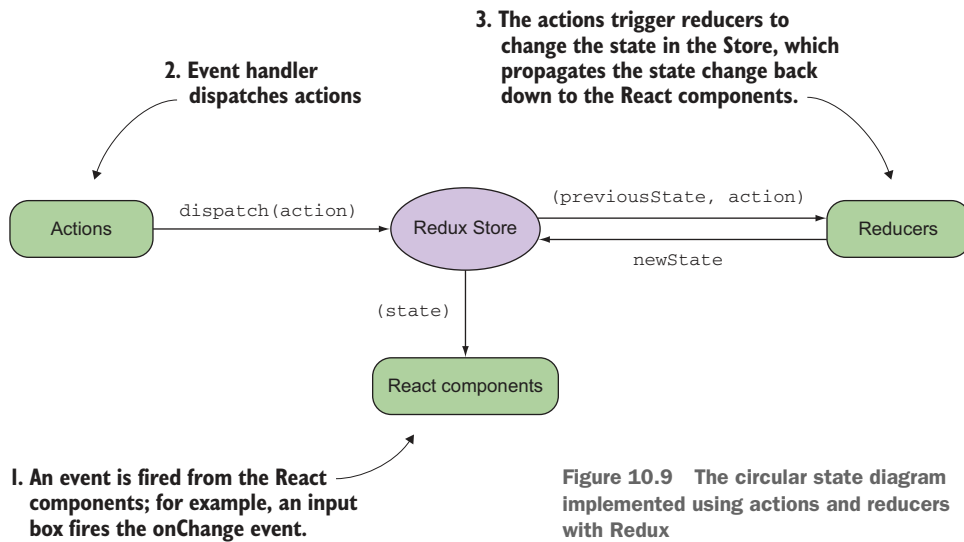 3. The actions trigger reducers to
change the state in the Store, which
propagates the state change back
down to the React components.
2. Event handler
dispatches actions
Actions
dispatch(action)
Redux Store
(previousState, action)
newState
Reducers
(state)
React components
1. An event is fired from the React
components; for example, an input
box fires the onChange event.
Figure 10.9 The circular state diagram
implemented using actions and reducers
with Redux